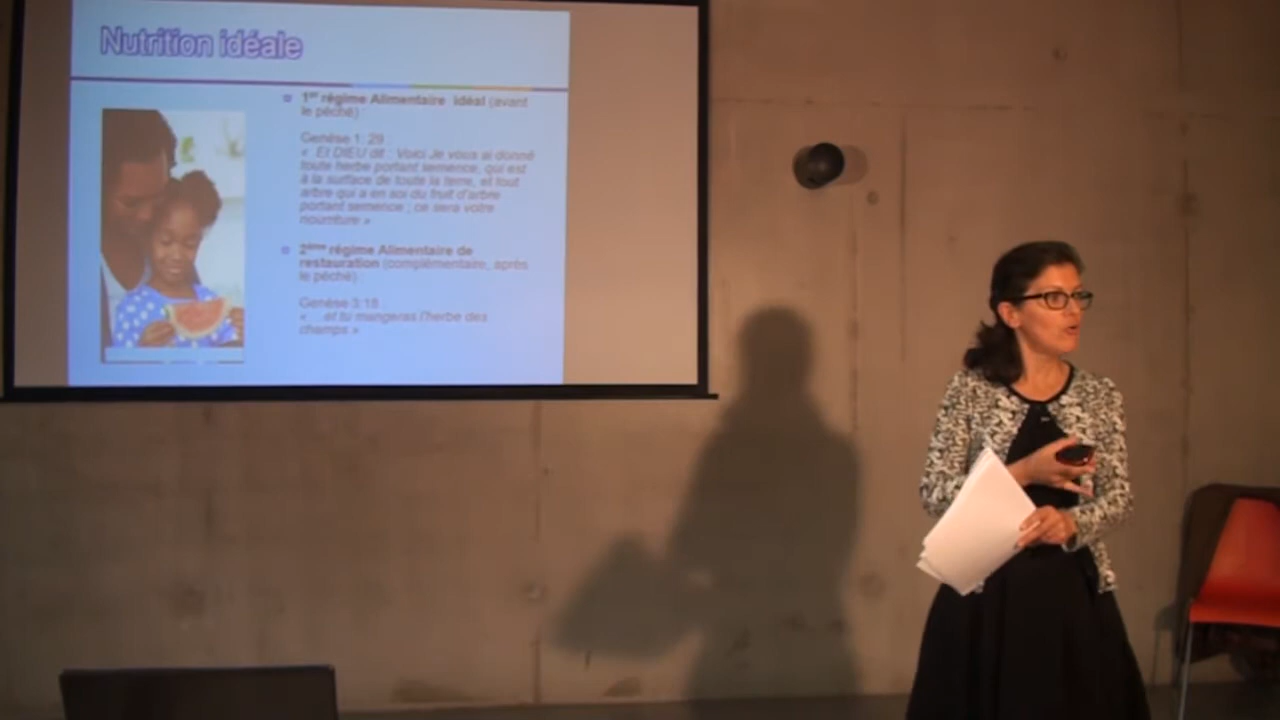 Nutrition idéale
1er régime Alimentaire idéal (avant
le péché) :
Genèse 1: 29 :
« Et DIEU dit : Voici Je vous ai donné
toute herbe portant semence, qui est
à la surface de toute la terre, et tout
arbre qui a en soi du fruit d'arbre
portant semence ; ce sera votre
nourriture »
2ème régime Alimentaire de
restauration (complémentaire, après
le péché)
Genèse 3:18 :
« et tu mangeras l'herbe des
champs »